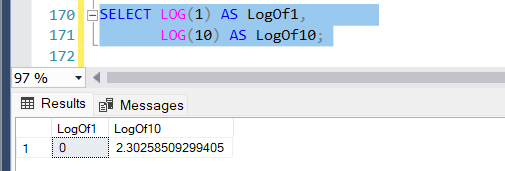 170 SELECT LOG(1) AS LogOf1,
171 LOG(10) AS LogOf10;
172
97 %
Results Messages
LogOf1 LogOf10
1 0 2.30258509299405